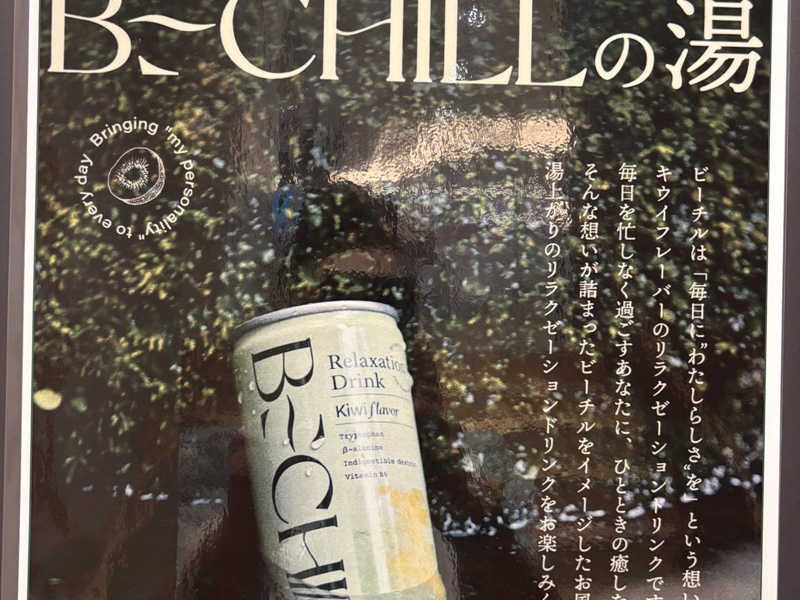 BE-CHILLの湯
Bringing "my personality" to every day
ビーチルは「毎日に“わたしらしさ”を」という想い
キウイフレーバーのリラクゼーションドリンクです
毎日を忙しなく過ごすあなたに、ひとときの癒した
そんな想いが詰まったビーチルをイメージしたお風
湯上がりのリラクゼーションドリンクをお楽しみく
BE-CHILL
Relaxation
Drink
Kiwi flavor
Tryptophan
β-alanine
Indigestible dextrin
Vitamin B6